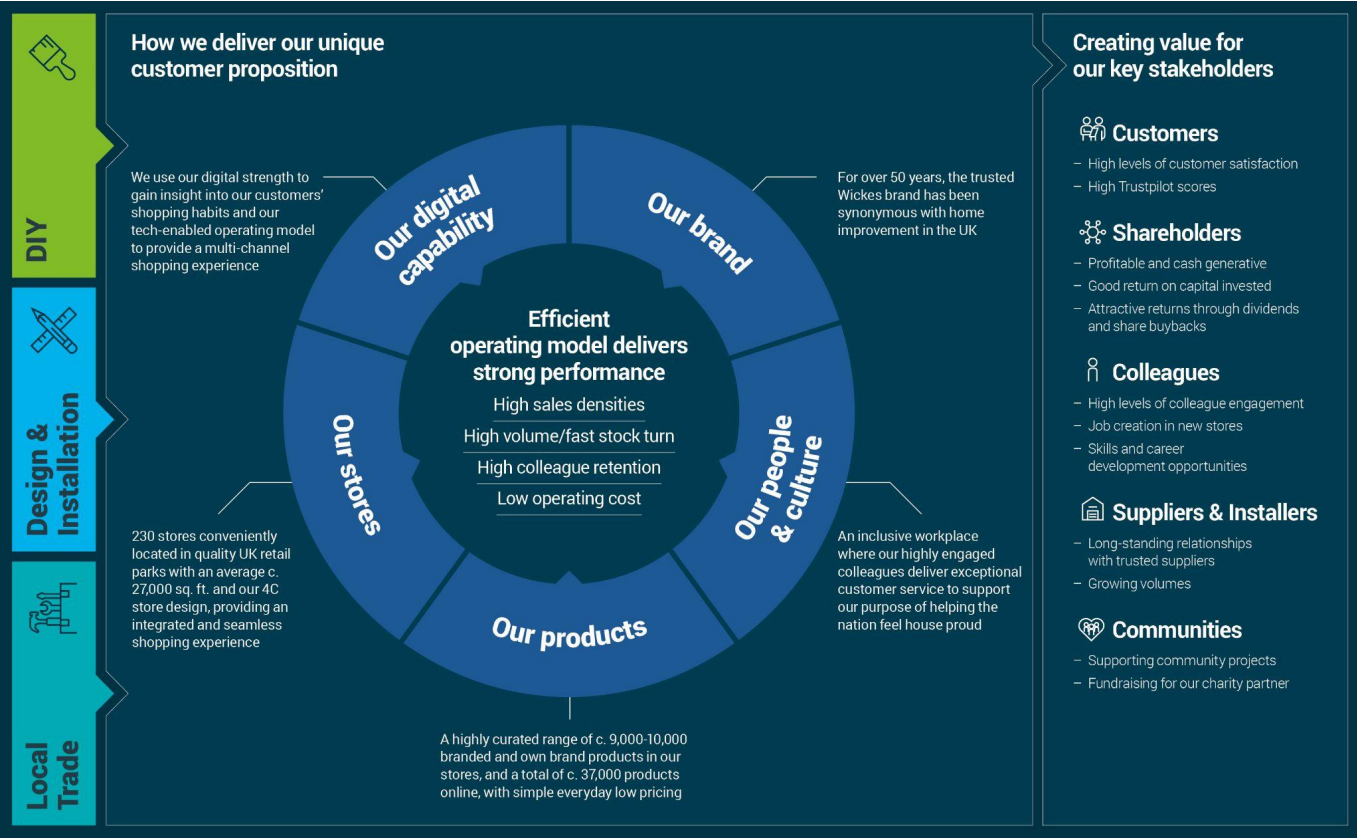 DIY
Design &
Installation
Local
Trade
How we deliver our unique
customer proposition
We use our digital strength to
gain insight into our customers’
shopping habits and our
tech-enabled operating model
to provide a multi-channel
shopping experience
Our digital
capability
Our brand
For over 50 years, the trusted
Wickes brand has been
synonymous with home
improvement in the UK
Efficient
operating model delivers
strong performance
High sales densities
High volume/fast stock turn
High colleague retention
Low operating cost
Our stores
230 stores conveniently
located in quality UK retail
parks with an average c.
27,000 sq. ft. and our 4C
store design, providing an
integrated and seamless
shopping experience
Our people
& culture
An inclusive workplace
where our highly engaged
colleagues deliver exceptional
customer service to support
our purpose of helping the
nation feel house proud
Our products
A highly curated range of c. 9,000-10,000
branded and own brand products in our
stores, and a total of c. 37,000 products
online, with simple everyday low pricing
Creating value for
our key stakeholders
Customers
– High levels of customer satisfaction
– High Trustpilot scores
Shareholders
– Profitable and cash generative
– Good return on capital invested
– Attractive returns through dividends
and share buybacks
Colleagues
– High levels of colleague engagement
– Job creation in new stores
– Skills and career
development opportunities
Suppliers & Installers
– Long-standing relationships
with trusted suppliers
– Growing volumes
Communities
– Supporting community projects
– Fundraising for our charity partner